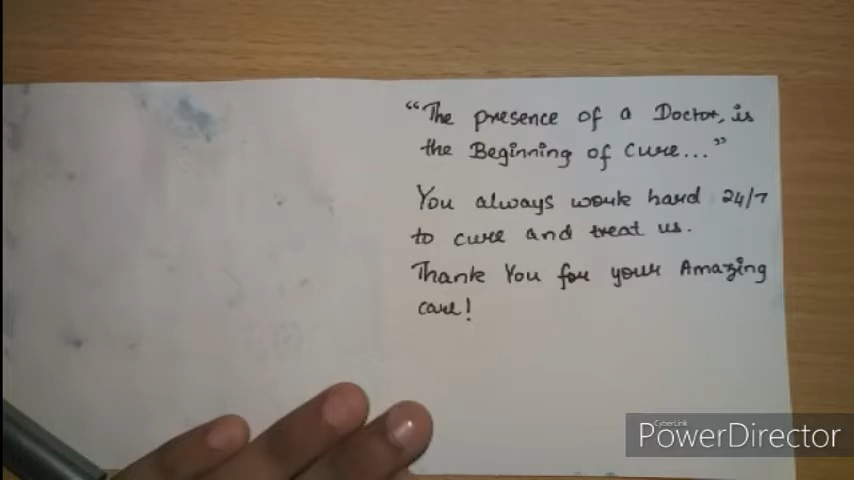 “The presence of a Doctor, is
the Beginning of Cure...”
You always work hard 24/7
to cure and treat us.
Thank You for your Amazing
care!
CyberLink
PowerDirector